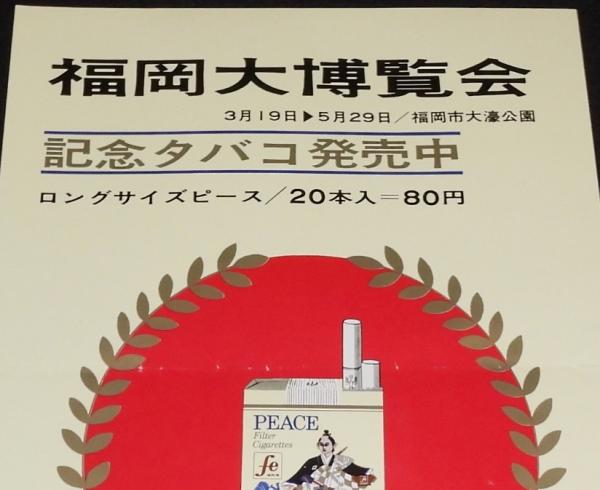 福岡大博覧会
3月19日▶5月29日/福岡市大濠公園
記念タバコ発売中
ロングサイズピース/20本入=80円
PEACE
Filter
Cigarettes
fe